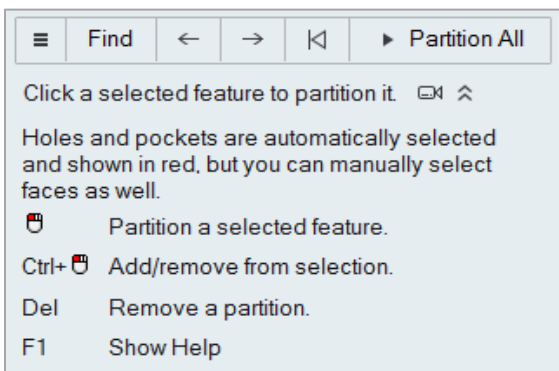 Find Partition All
Click a selected feature to partition it.
Holes and pockets are automatically selected
and shown in red, but you can manually select
faces as well.
Partition a selected feature.
Ctrl+ Add/remove from selection.
Del Remove a partition.
F1 Show Help